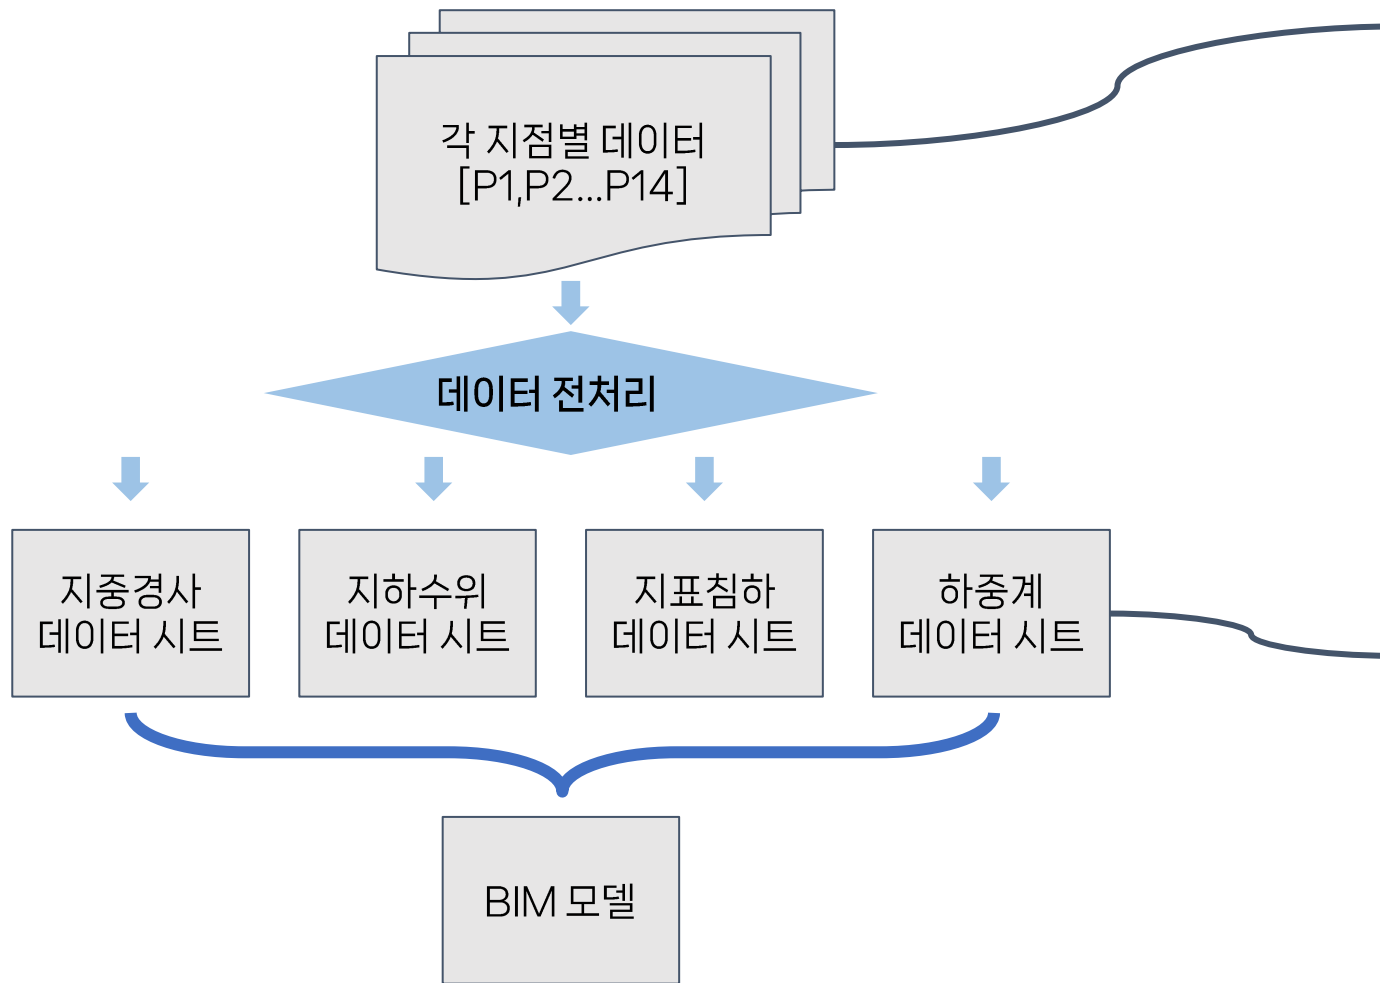 각 지점별 데이터
[P1,P2...P14]
데이터 전처리
지중경사
데이터 시트
지하수위
데이터 시트
지표침하
데이터 시트
하중계
데이터 시트
BIM 모델